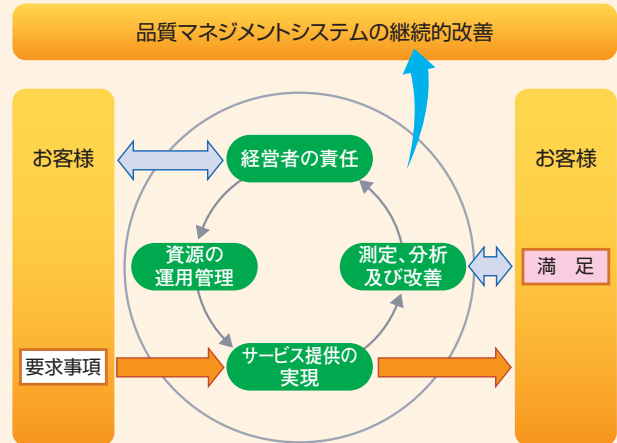 品質マネジメントシステムの継続的改善
お客様
経営者の責任
お客様
資源の
運用管理
測定、分析
及び改善
満 足
要求事項
サービス提供の
実現